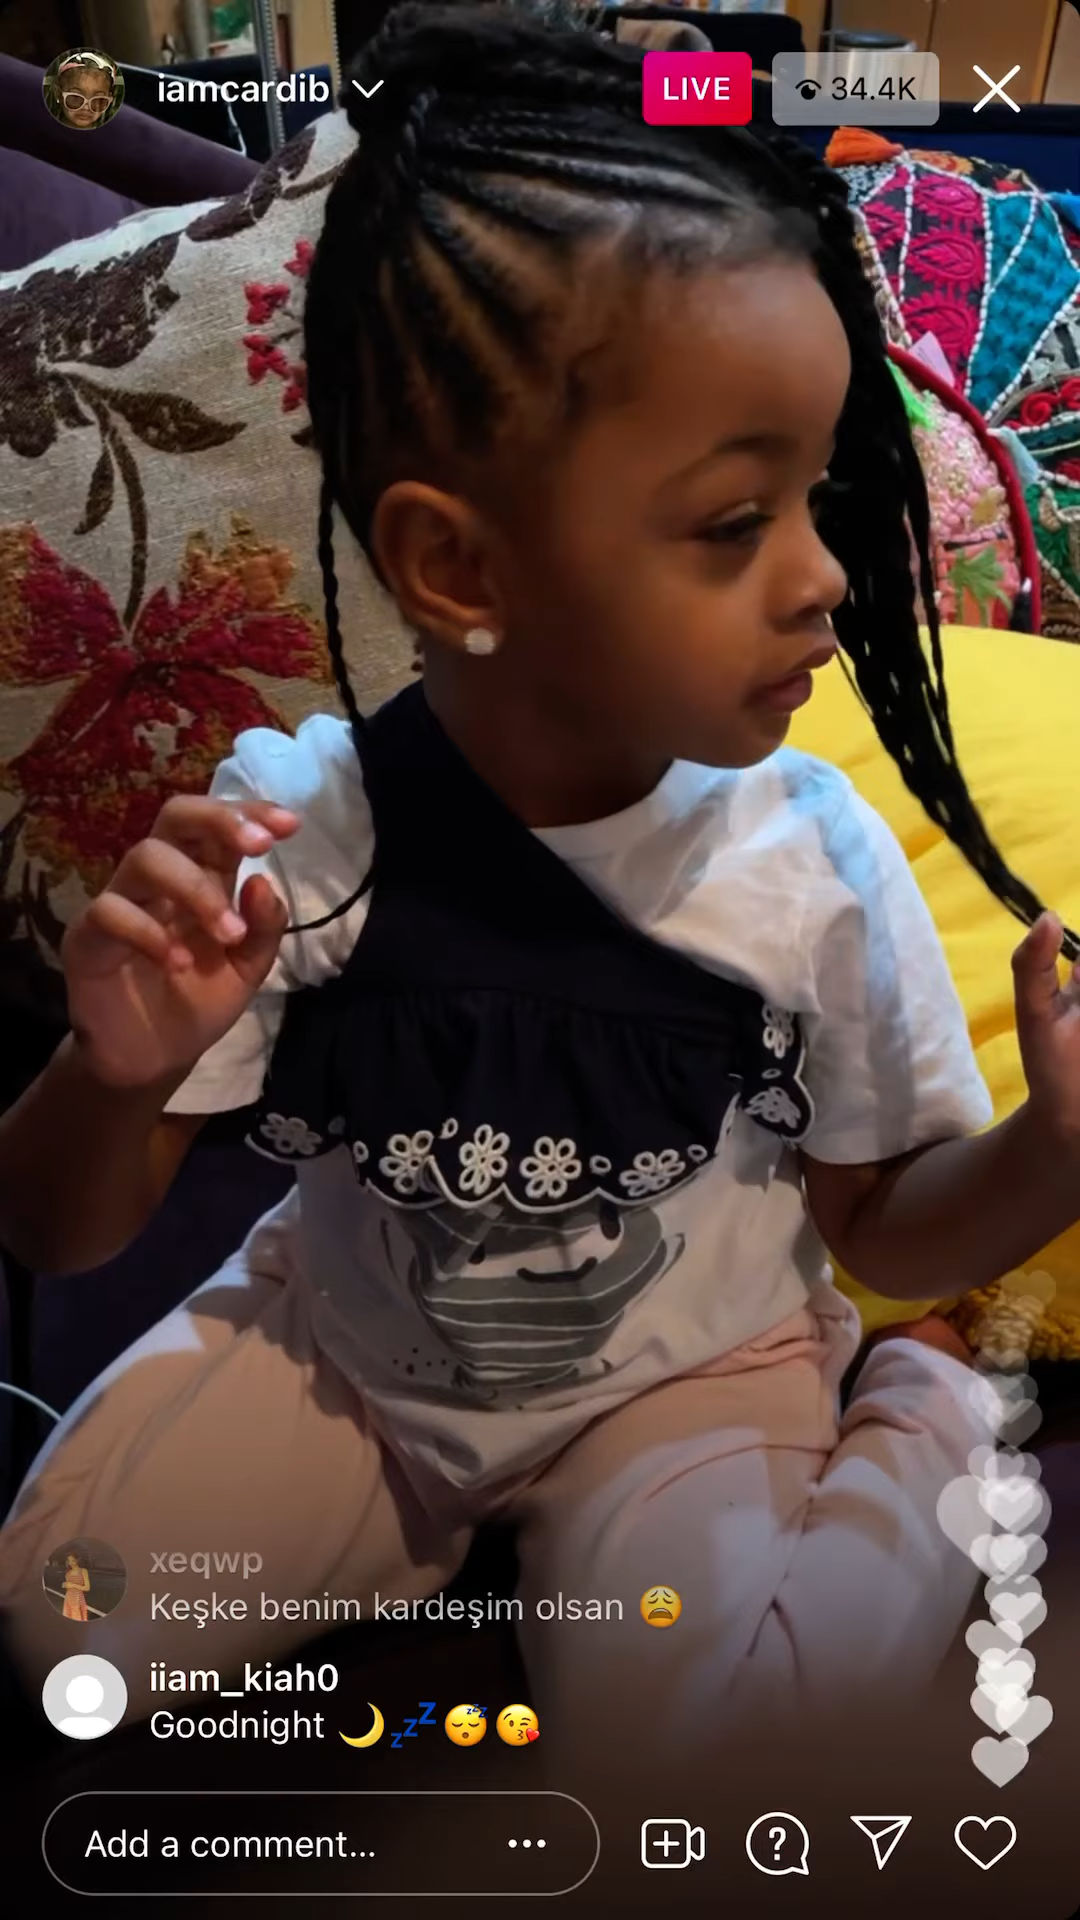 iamcardib
LIVE
34.4K
xeqwp
Keşke benim kardeşim olsan 😩
iiam_kiah0
Goodnight 🌙💤😴😘
Add a comment...